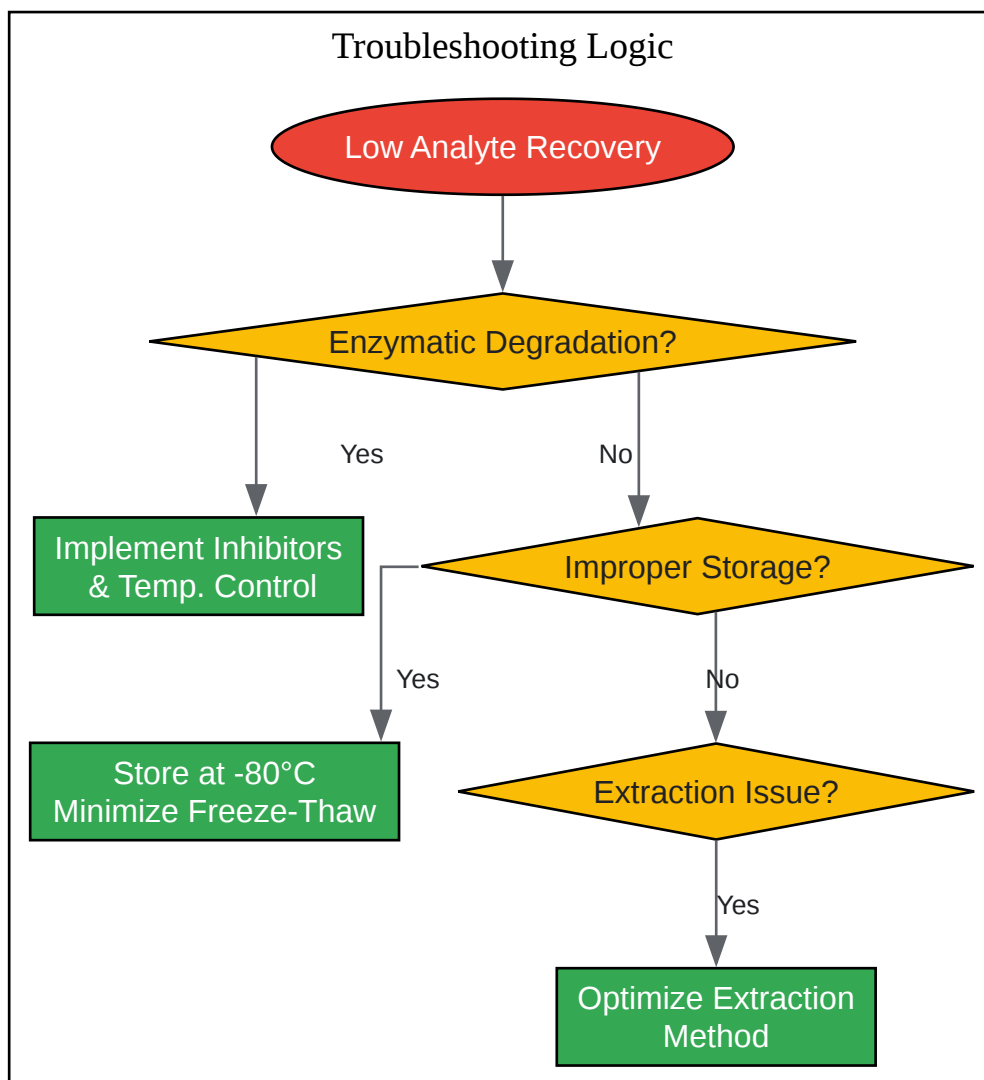 Troubleshooting Logic
Low Analyte Recovery
Enzymatic Degradation?
Yes
No
Implement Inhibitors
& Temp. Control
Improper Storage?
Yes
No
Store at -80°C
Minimize Freeze-Thaw
Extraction Issue?
Yes
Optimize Extraction
Method